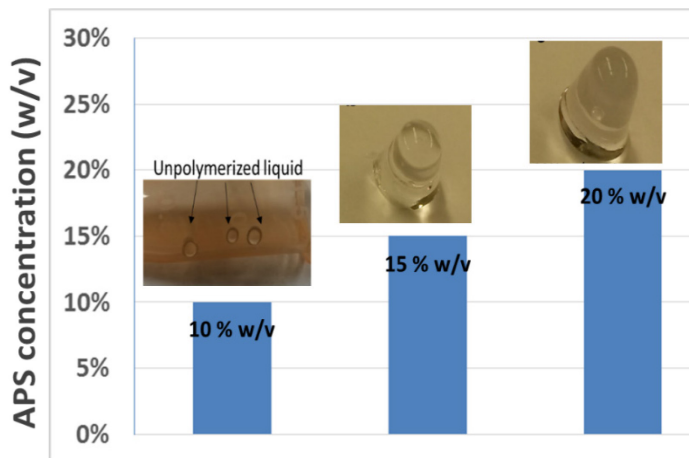 APS concentration (w/v)
30%
25%
20%
15%
10%
5%
0%
Unpolymerized liquid
10 % w/v
15 % w/v
20 % w/v